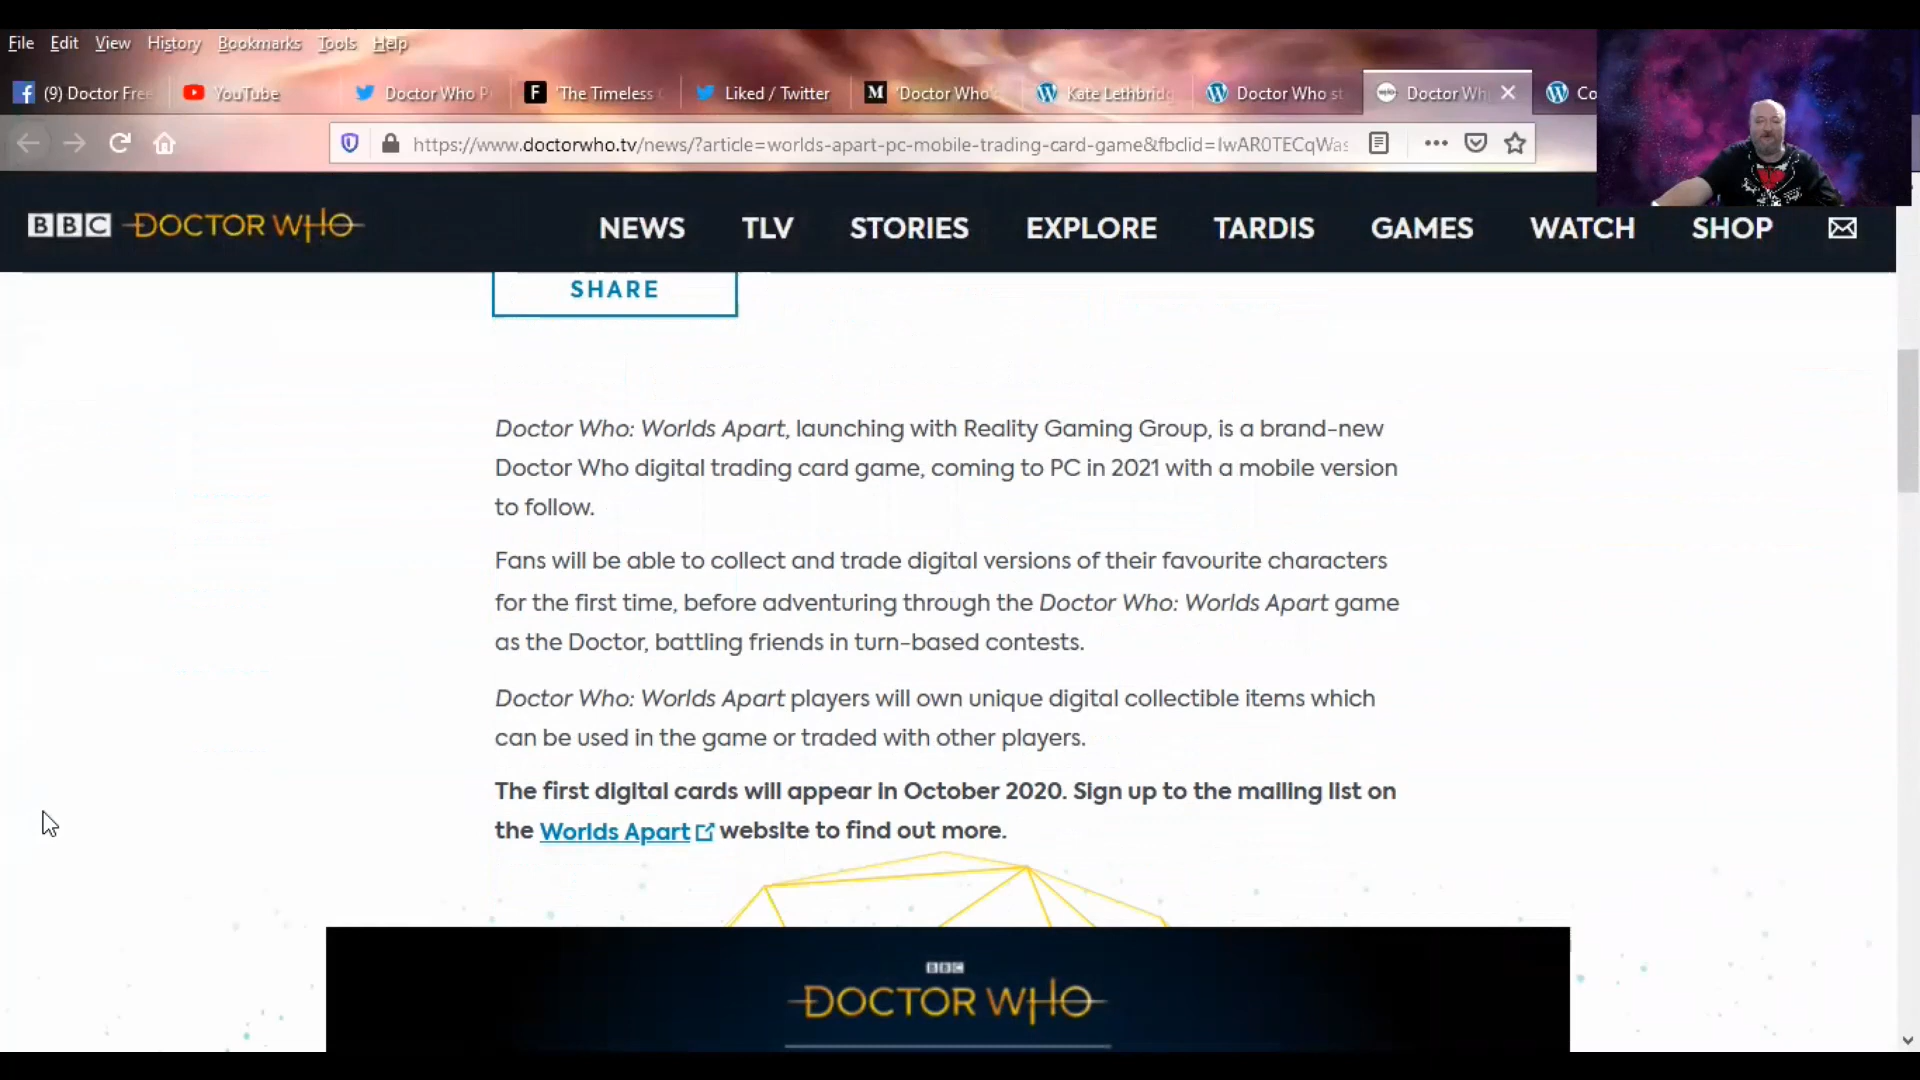 File Edit View History Bookmarks Tools Help
(9) Doctor Free YouTube Doctor Who P 'The Timeless C Liked / Twitter 'Doctor Who's Kate Lethbridg Doctor Who st Doctor Wh Co
https://www.doctorwho.tv/news/?article=worlds-apart-pc-mobile-trading-card-game&fbclid=IwAR0TECqWas
BBC DOCTOR WHO NEWS TLV STORIES EXPLORE TARDIS GAMES WATCH SHOP
SHARE
Doctor Who: Worlds Apart, launching with Reality Gaming Group, is a brand-new
Doctor Who digital trading card game, coming to PC in 2021 with a mobile version
to follow.
Fans will be able to collect and trade digital versions of their favourite characters
for the first time, before adventuring through the Doctor Who: Worlds Apart game
as the Doctor, battling friends in turn-based contests.
Doctor Who: Worlds Apart players will own unique digital collectible items which
can be used in the game or traded with other players.
The first digital cards will appear in October 2020. Sign up to the mailing list on
the Worlds Apart website to find out more.
BBC
DOCTOR WHO